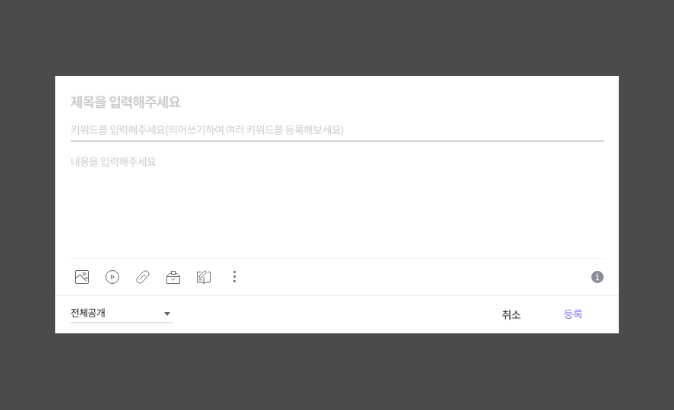 제목을 입력해주세요
키워드를 입력해주세요(띄어쓰기하여 여러 키워드를 등록해보세요)
내용을 입력해주세요
전체공개
취소
등록